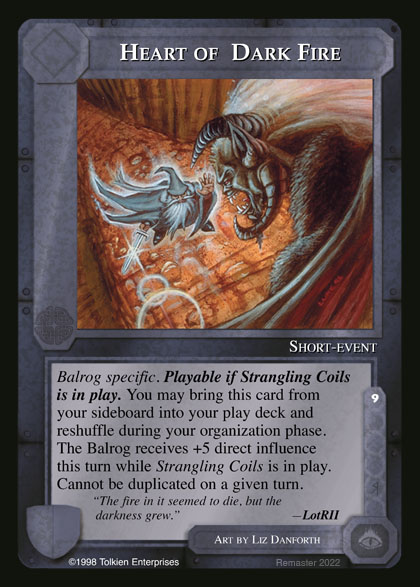 Heart of Dark Fire
Short-event
Balrog specific. Playable if Strangling Coils
is in play. You may bring this card from
your sideboard into your play deck and
reshuffle during your organization phase.
The Balrog receives +5 direct influence
this turn while Strangling Coils is in play.
Cannot be duplicated on a given turn.
9
“The fire in it seemed to die, but the
darkness grew.” –LotRII
Art by Liz Danforth
©1998 Tolkien Enterprises
Remaster 2022